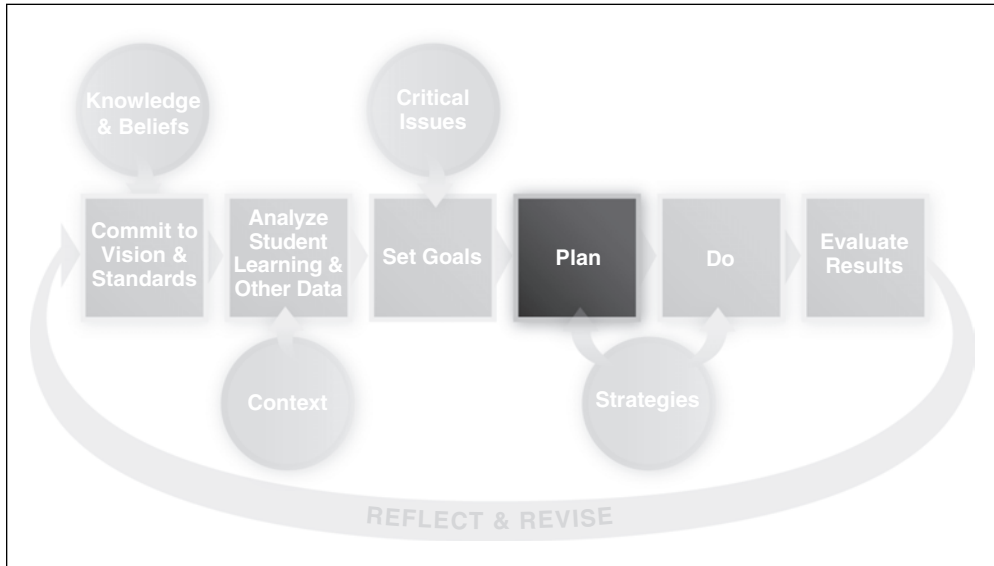 Knowledge
& Beliefs
Critical
Issues
Commit to
Vision &
Standards
Analyze
Student
Learning &
Other Data
Set Goals
Plan
Do
Evaluate
Results
Context
Strategies
REFLECT & REVISE